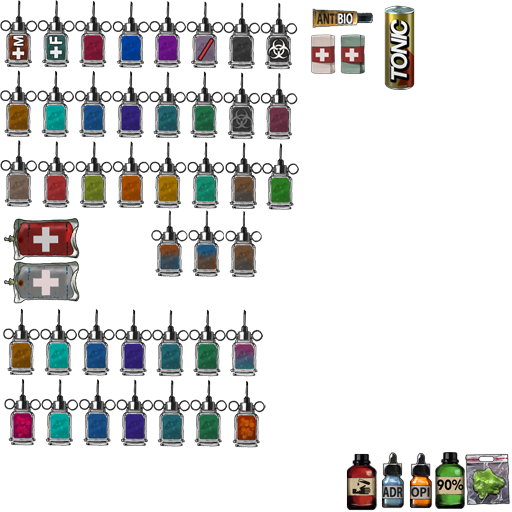 +M
+F
ANTIBIO
TONIC
ADR
OPI
90%